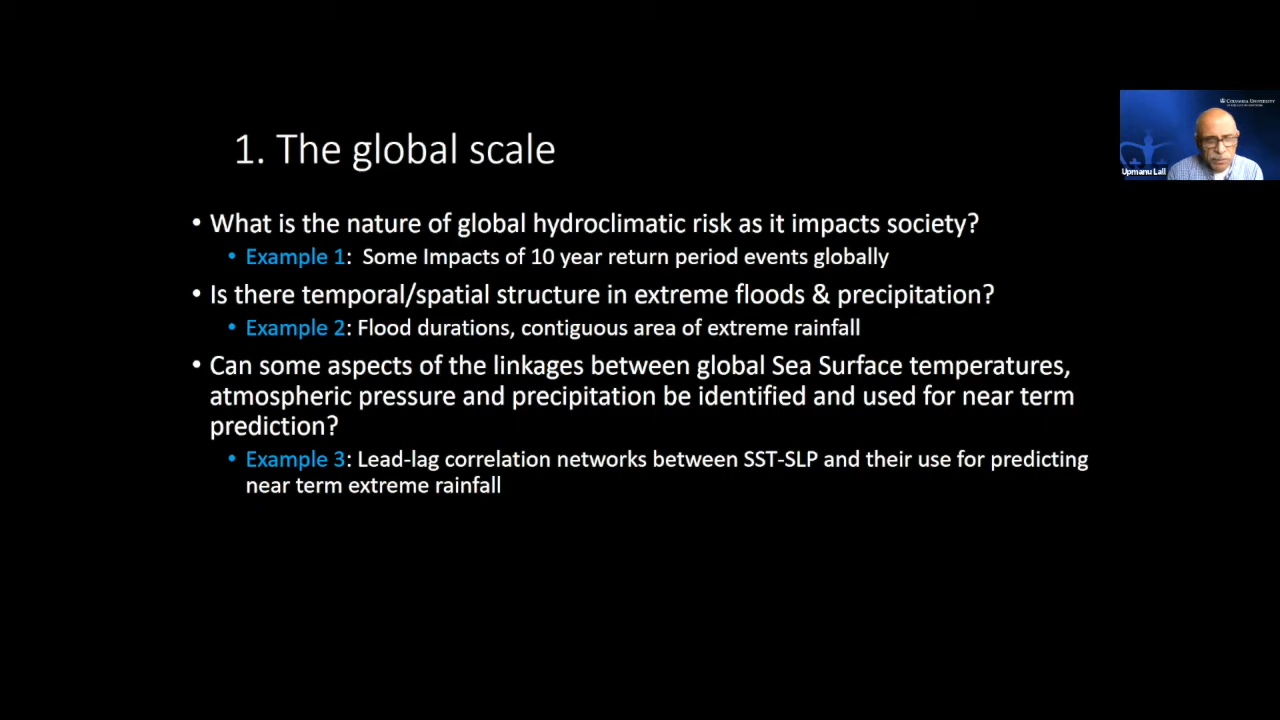 1. The global scale
• What is the nature of global hydroclimatic risk as it impacts society?
• Example 1:  Some Impacts of 10 year return period events globally
• Is there temporal/spatial structure in extreme floods & precipitation?
• Example 2: Flood durations, contiguous area of extreme rainfall
• Can some aspects of the linkages between global Sea Surface temperatures,
atmospheric pressure and precipitation be identified and used for near term
prediction?
• Example 3: Lead-lag correlation networks between SST-SLP and their use for predicting
near term extreme rainfall
COLUMBIA UNIVERSITY
Upmanu Lall